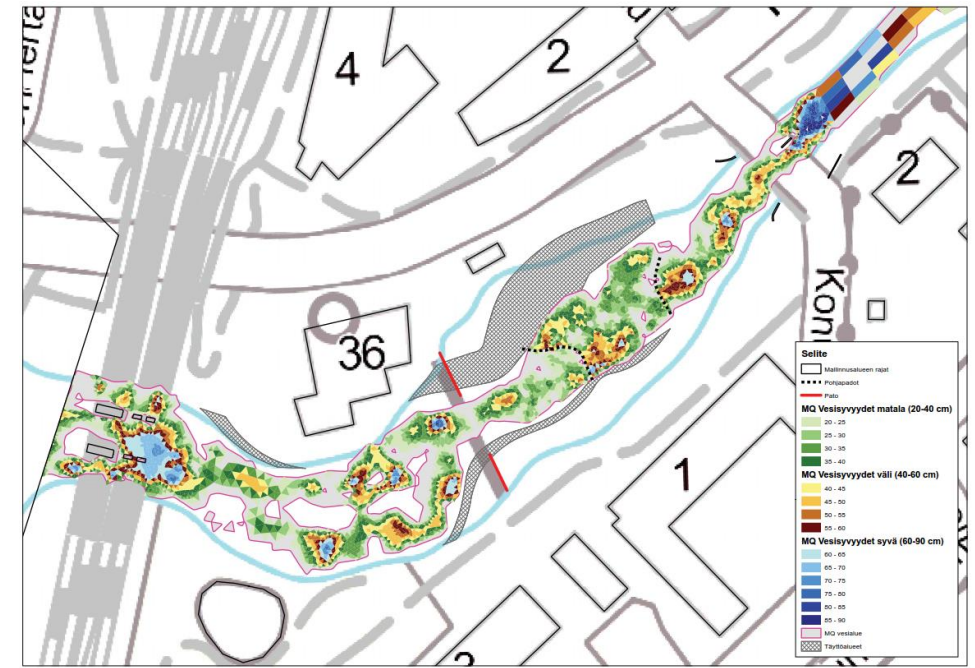 4
2
2
36
1
Selite
Mallinnusalueen rajat
Pohjapadot
Pato
MQ Vesisyvyydet matala (20-40 cm)
20 - 25
25 - 30
30 - 35
35 - 40
MQ Vesisyvyydet väli (40-60 cm)
40 - 45
45 - 50
50 - 55
55 - 60
MQ Vesisyvyydet syvä (60-90 cm)
60 - 65
65 - 70
70 - 75
75 - 80
80 - 85
85 - 90
MQ vesialue
Täyttöalueet